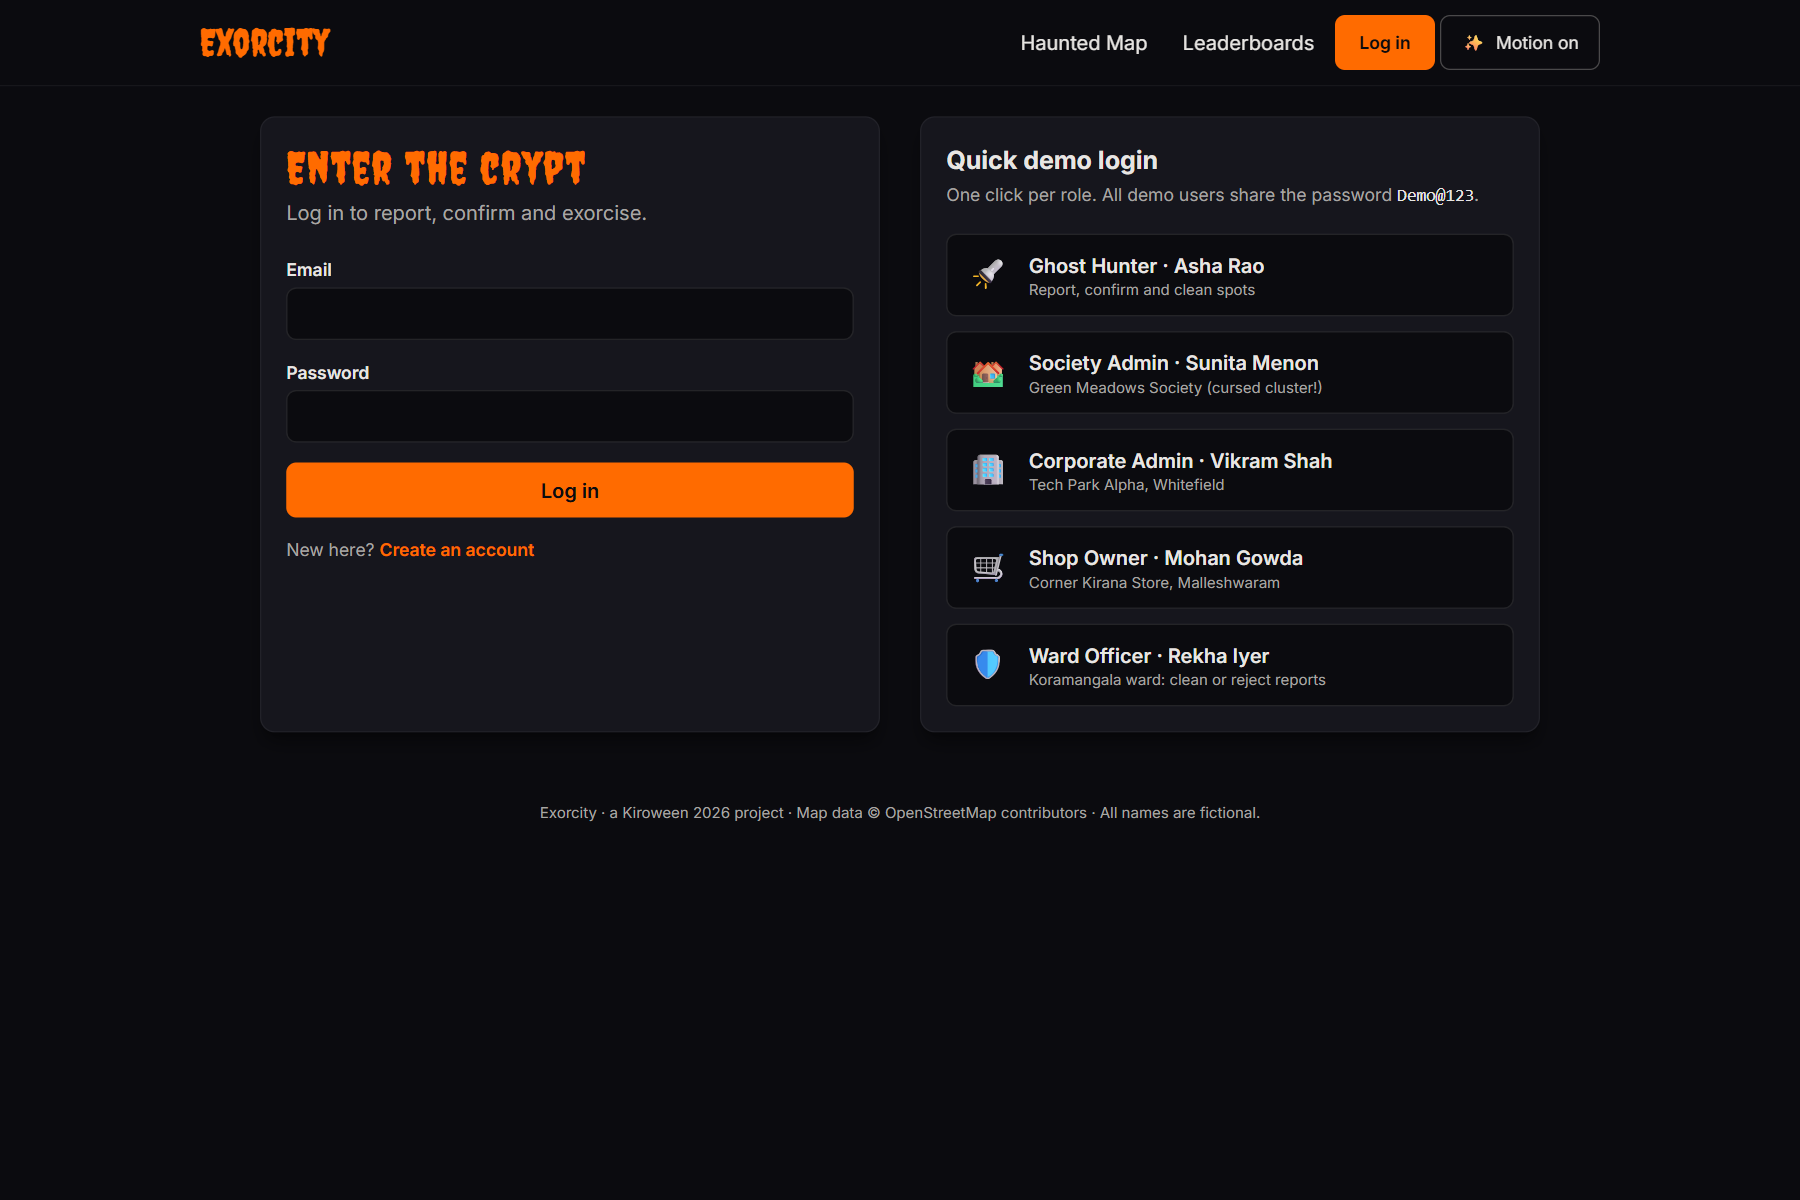 EXORCITY
Haunted Map
Leaderboards
Log in
Motion on
ENTER THE CRYPT
Log in to report, confirm and exorcise.
Email
Password
Log in
New here? Create an account
Quick demo login
One click per role. All demo users share the password Demo@123.
Ghost Hunter · Asha Rao
Report, confirm and clean spots
Society Admin · Sunita Menon
Green Meadows Society (cursed cluster!)
Corporate Admin · Vikram Shah
Tech Park Alpha, Whitefield
Shop Owner · Mohan Gowda
Corner Kirana Store, Malleshwaram
Ward Officer · Rekha Iyer
Koramangala ward: clean or reject reports
Exorcity · a Kiroween 2026 project · Map data © OpenStreetMap contributors · All names are fictional.